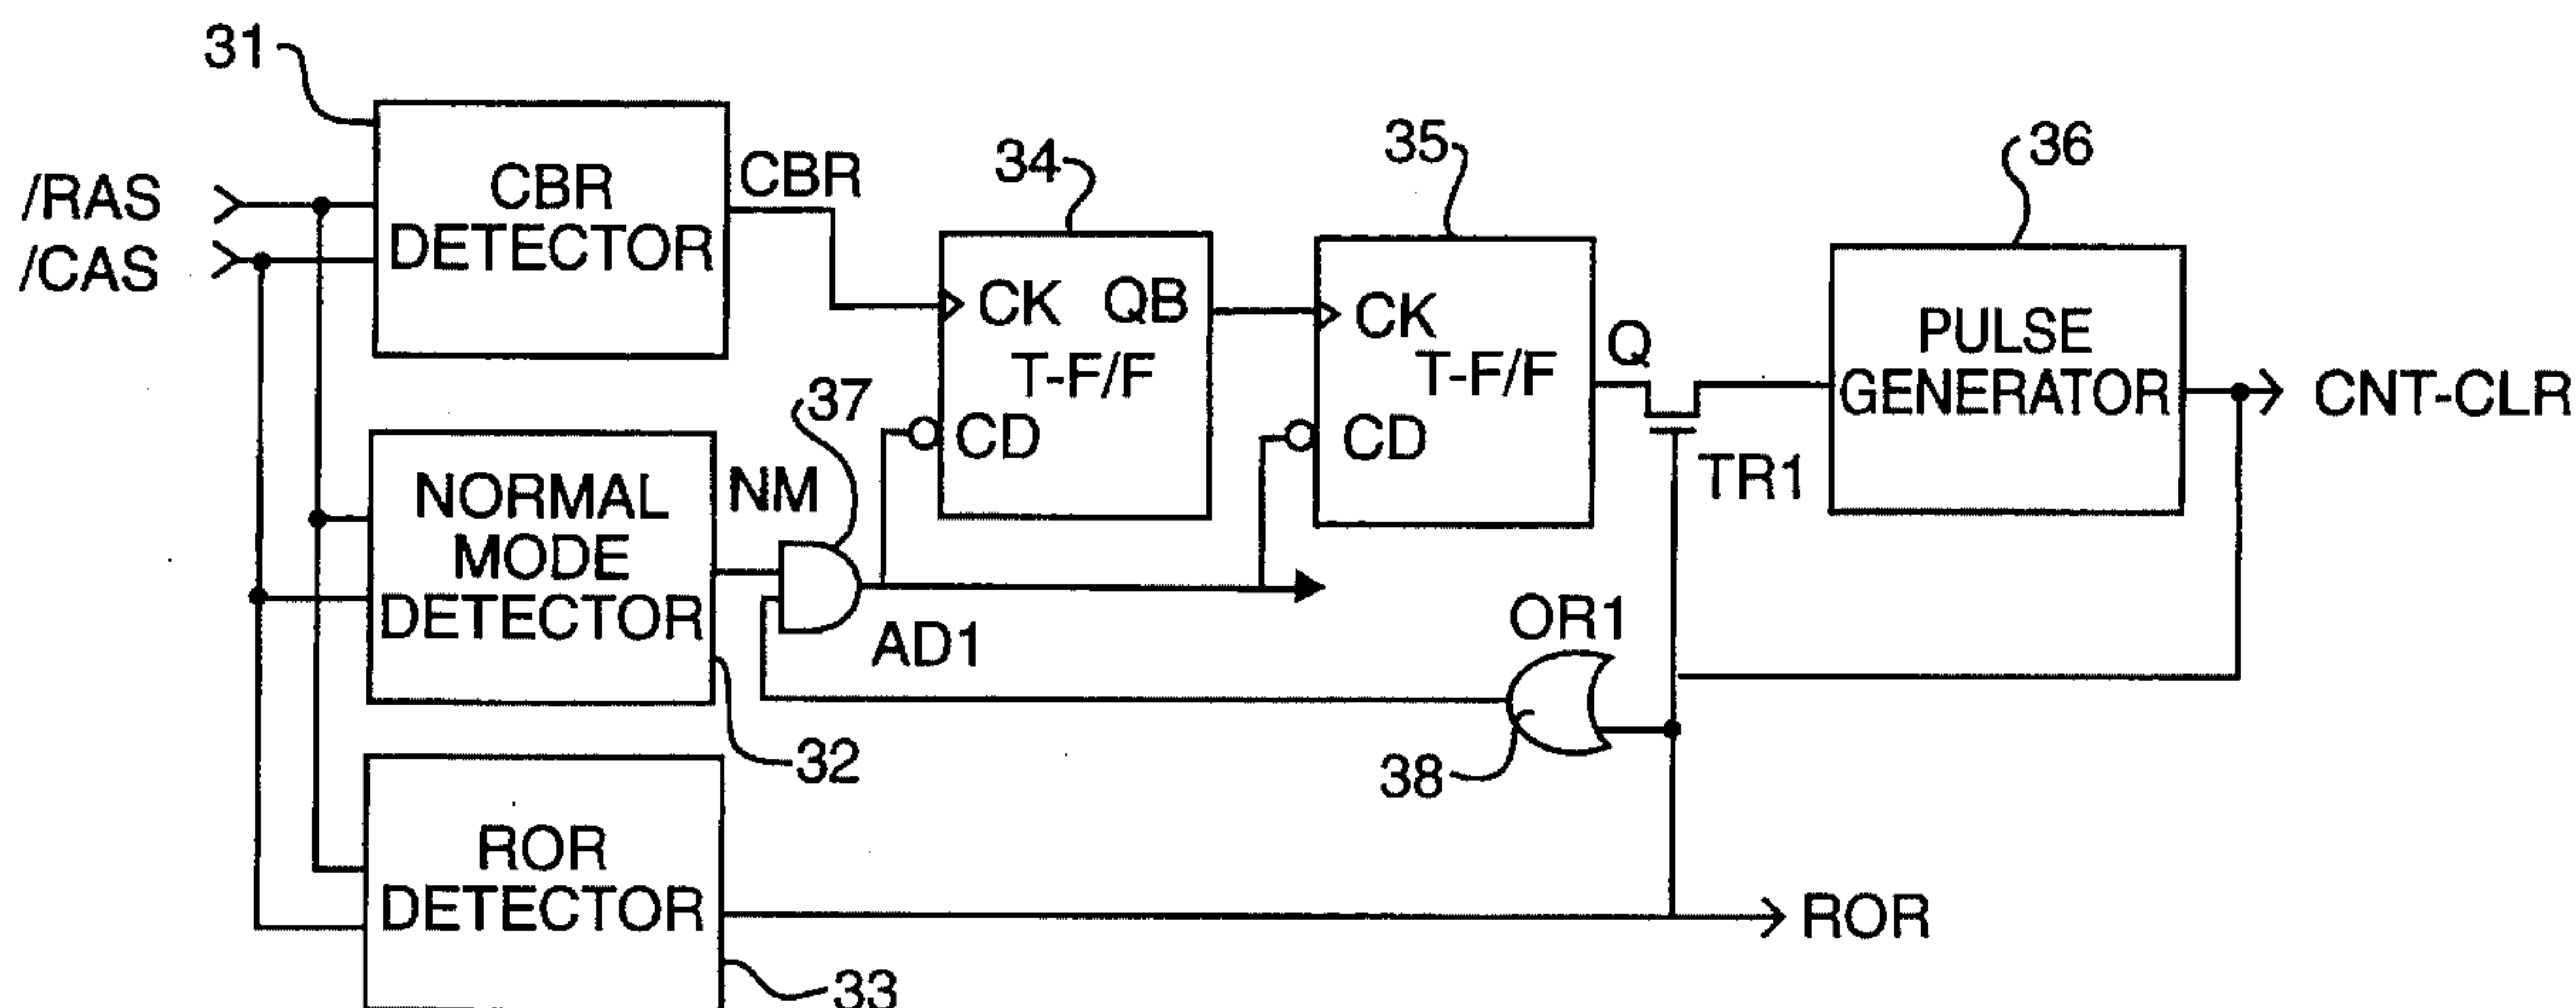 31
/RAS
/CAS
CBR
DETECTOR
CBR
34
CK
QB
T-F/F
CD
35
CK
T-F/F
CD
Q
TR1
36
PULSE
GENERATOR
CNT-CLR
NORMAL
MODE
DETECTOR
NM
37
AD1
32
OR1
38
ROR
DETECTOR
33
ROR